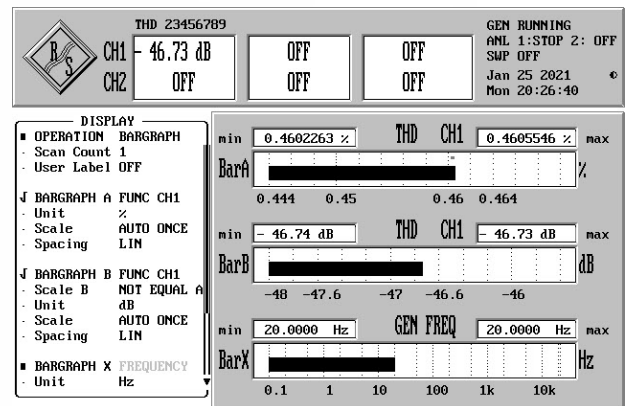 THD 23456789
R
S
CH1 - 46.73 dB OFF OFF
CH2 OFF OFF OFF
GEN RUNNING
ANL 1:STOP 2: OFF
SWP OFF
Jan 25 2021
Mon 20:26:40
DISPLAY
OPERATION BARGRAPH
Scan Count 1
User Label OFF
BARGRAPH A FUNC CH1
Unit %
Scale AUTO ONCE
Spacing LIN
BARGRAPH B FUNC CH1
Scale B NOT EQUAL A
Unit dB
Scale AUTO ONCE
Spacing LIN
BARGRAPH X FREQUENCY
Unit Hz
min 0.4602263 % THD CH1 0.4605546 % max
BarA %
0.444 0.45 0.46 0.464
min - 46.74 dB THD CH1 - 46.73 dB max
BarB dB
-48 -47.6 -47 -46.6 -46
min 20.0000 Hz GEN FREQ 20.0000 Hz max
BarX Hz
0.1 1 10 100 1k 10k